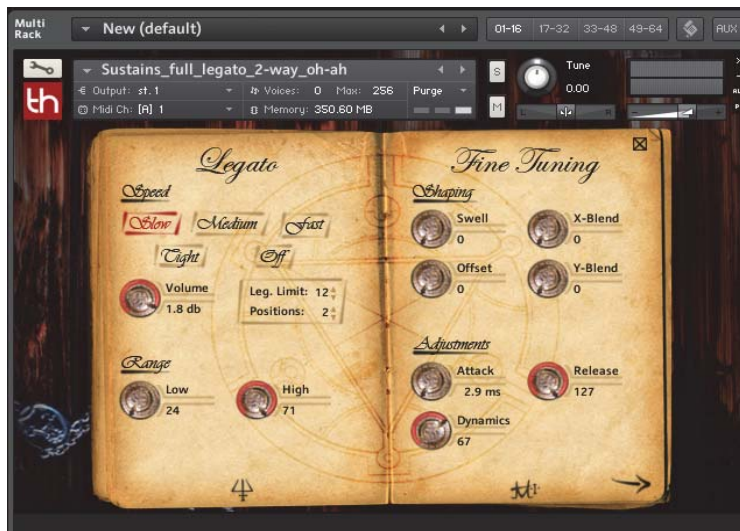 Multi
Rack
New (default)
01-16 17-32 33-48 49-64
AUX
Sustains_full_legato_2-way_oh-ah
Output: st.1 Voices: 0 Max: 256 Purge
Midi Ch: [A] 1 Memory: 350.60 MB
S
M
Tune
0.00
L R
- +
th
Legato
Speed
Slow Medium Fast
Tight Off
Volume
1.8 db
Leg. Limit: 12
Positions: 2
Range
Low
24
High
71
Fine Tuning
Shaping
Swell
0
X-Blend
0
Offset
0
Y-Blend
0
Adjustments
Attack
2.9 ms
Release
127
Dynamics
67